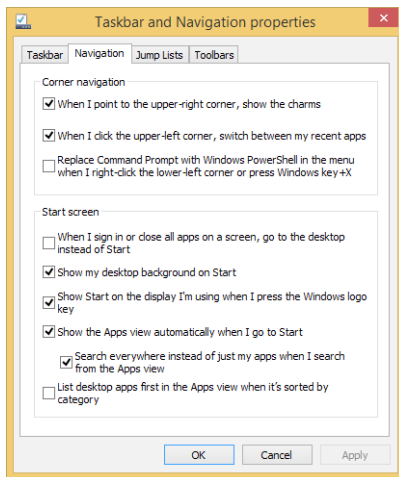 Taskbar and Navigation properties
Taskbar Navigation Jump Lists Toolbars
Corner navigation
When I point to the upper-right corner, show the charms
When I click the upper-left corner, switch between my recent apps
Replace Command Prompt with Windows PowerShell in the menu
when I right-click the lower-left corner or press Windows key+X
Start screen
When I sign in or close all apps on a screen, go to the desktop
instead of Start
Show my desktop background on Start
Show Start on the display I'm using when I press the Windows logo
key
Show the Apps view automatically when I go to Start
Search everywhere instead of just my apps when I search
from the Apps view
List desktop apps first in the Apps view when it's sorted by
category
OK Cancel Apply